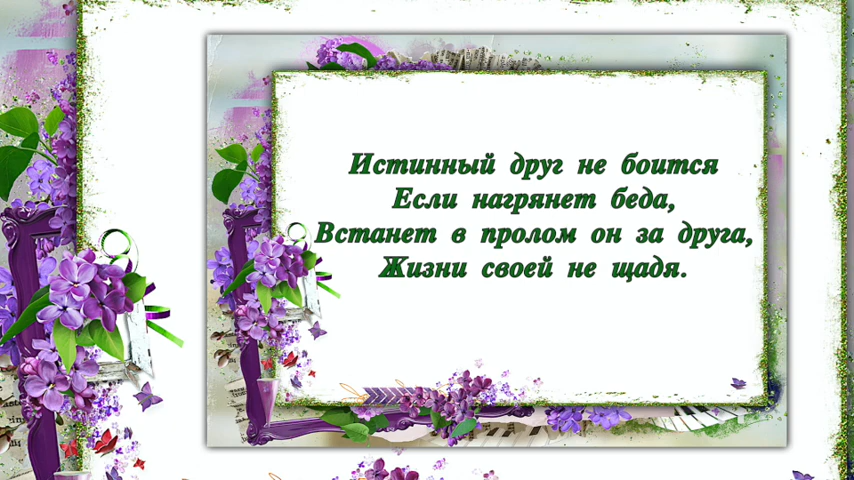 Истинный друг не боится
Если нагрянет беда,
Встанет в пролом он за друга,
Жизни своей не щадя.